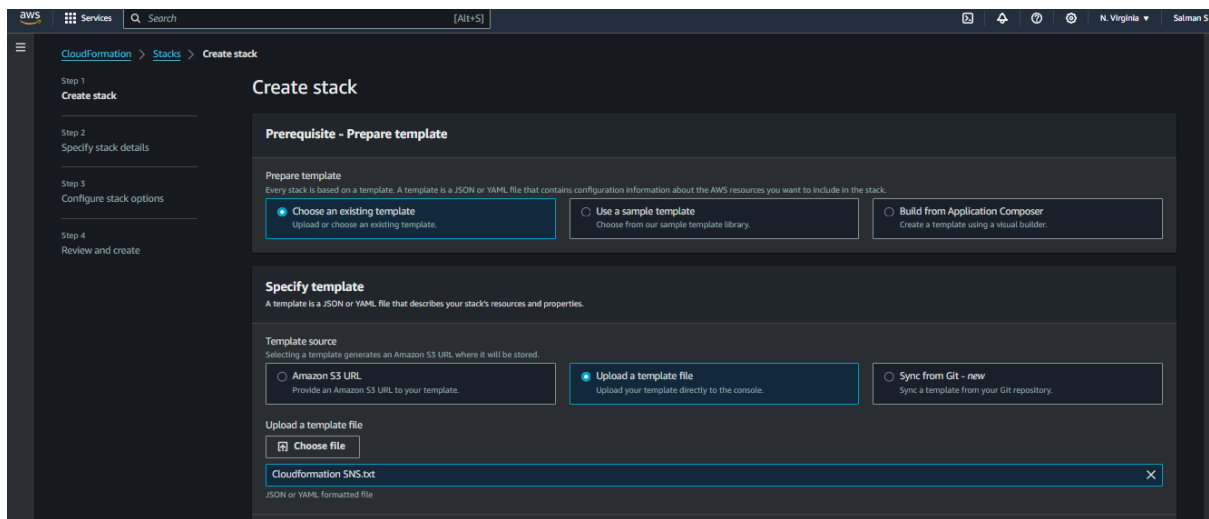 aws Services Search [Alt+S] N. Virginia ▼ Salman S
CloudFormation > Stacks > Create stack
Step 1
Create stack
Step 2
Specify stack details
Step 3
Configure stack options
Step 4
Review and create
Create stack
Prerequisite - Prepare template
Prepare template
Every stack is based on a template. A template is a JSON or YAML file that contains configuration information about the AWS resources you want to include in the stack.
Choose an existing template
Upload or choose an existing template.
Use a sample template
Choose from our sample template library.
Build from Application Composer
Create a template using a visual builder.
Specify template
A template is a JSON or YAML file that describes your stack's resources and properties.
Template source
Selecting a template generates an Amazon S3 URL where it will be stored.
Amazon S3 URL
Provide an Amazon S3 URL to your template.
Upload a template file
Upload your template directly to the console.
Sync from Git - new
Sync a template from your Git repository.
Upload a template file
Choose file
Cloudformation SNS.txt
JSON or YAML formatted file